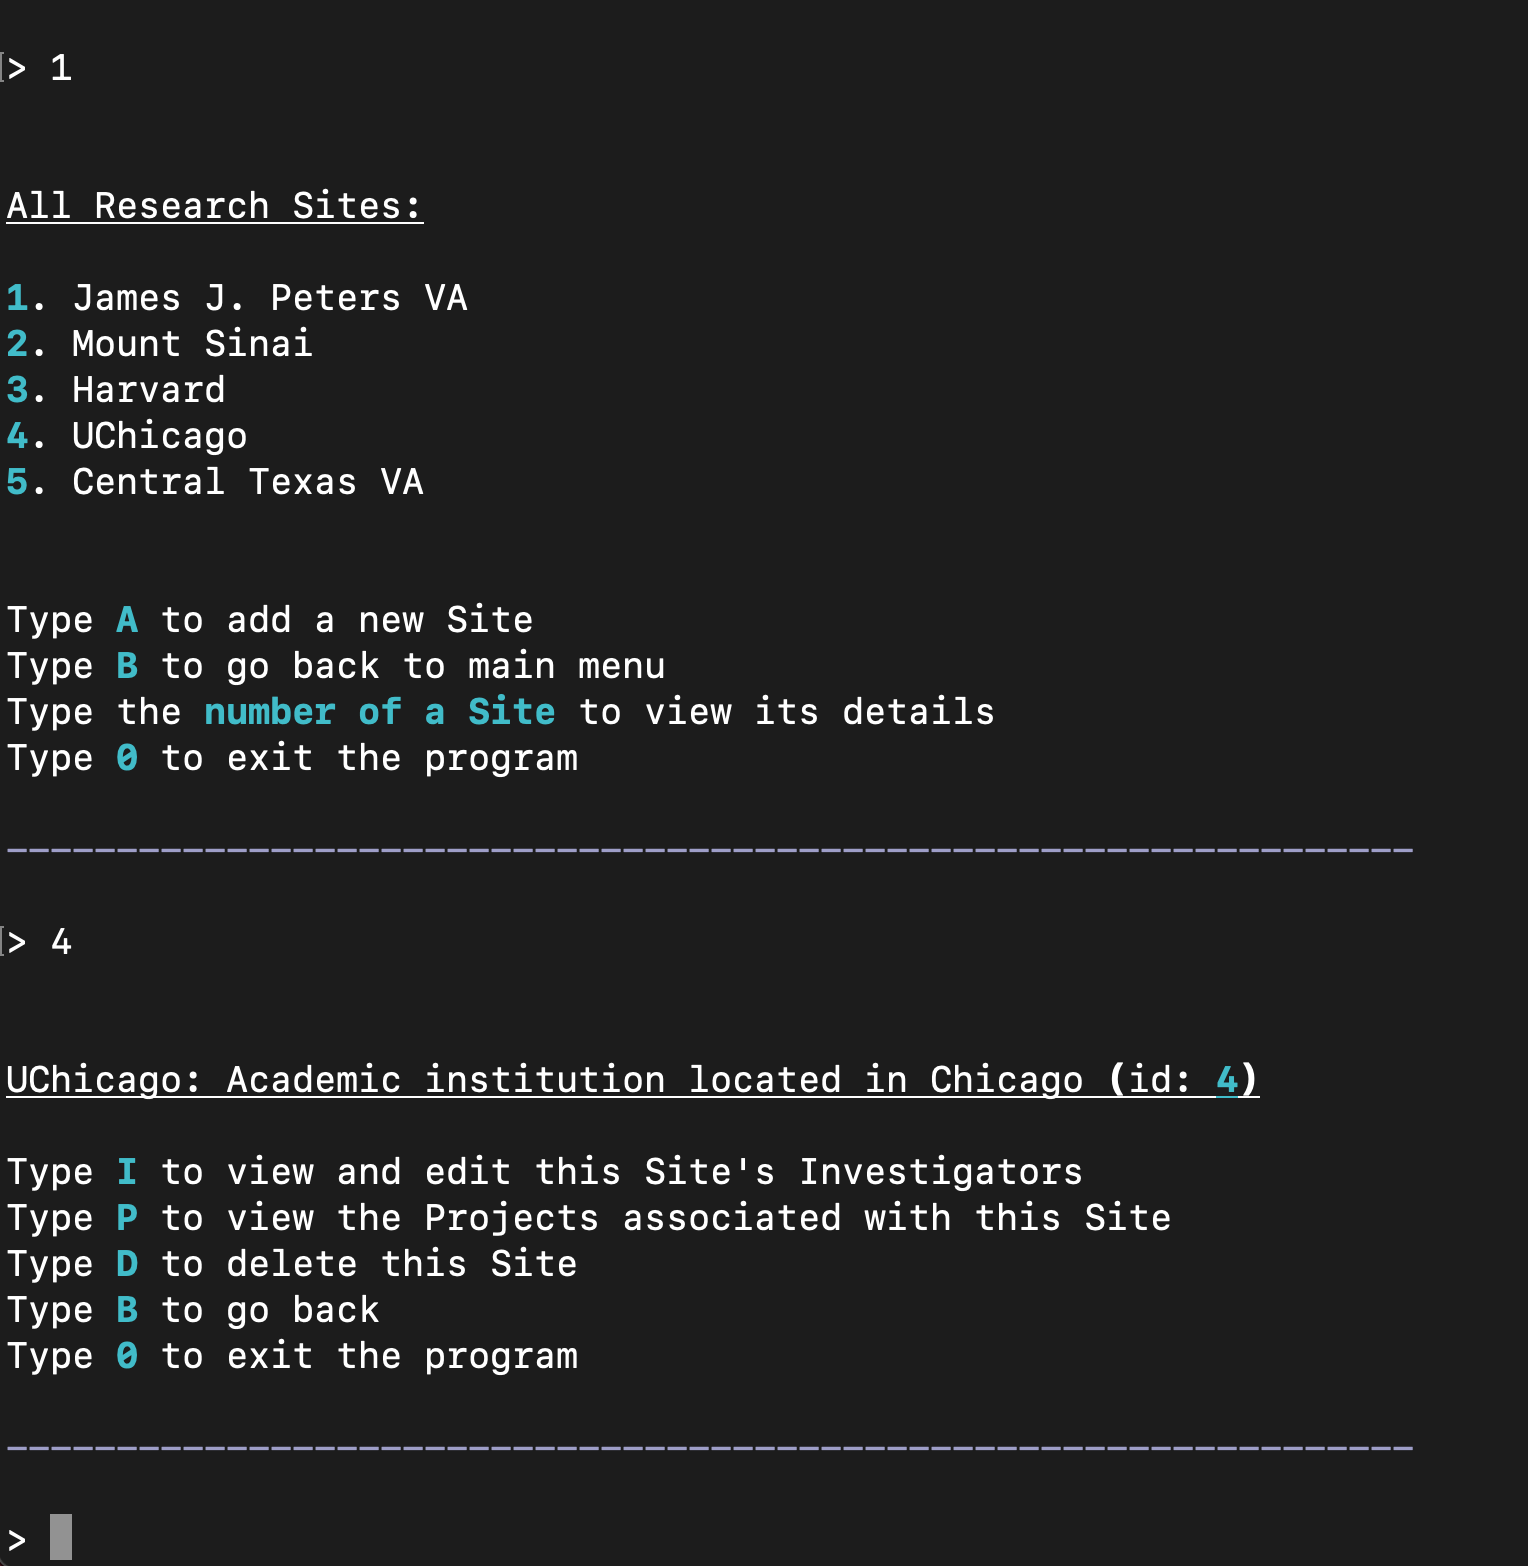 > 1
All Research Sites:
1. James J. Peters VA
2. Mount Sinai
3. Harvard
4. UChicago
5. Central Texas VA
Type A to add a new Site
Type B to go back to main menu
Type the number of a Site to view its details
Type 0 to exit the program
----------------------------------------------------------------
> 4
UChicago: Academic institution located in Chicago (id: 4)
Type I to view and edit this Site's Investigators
Type P to view the Projects associated with this Site
Type D to delete this Site
Type B to go back
Type 0 to exit the program
----------------------------------------------------------------
>